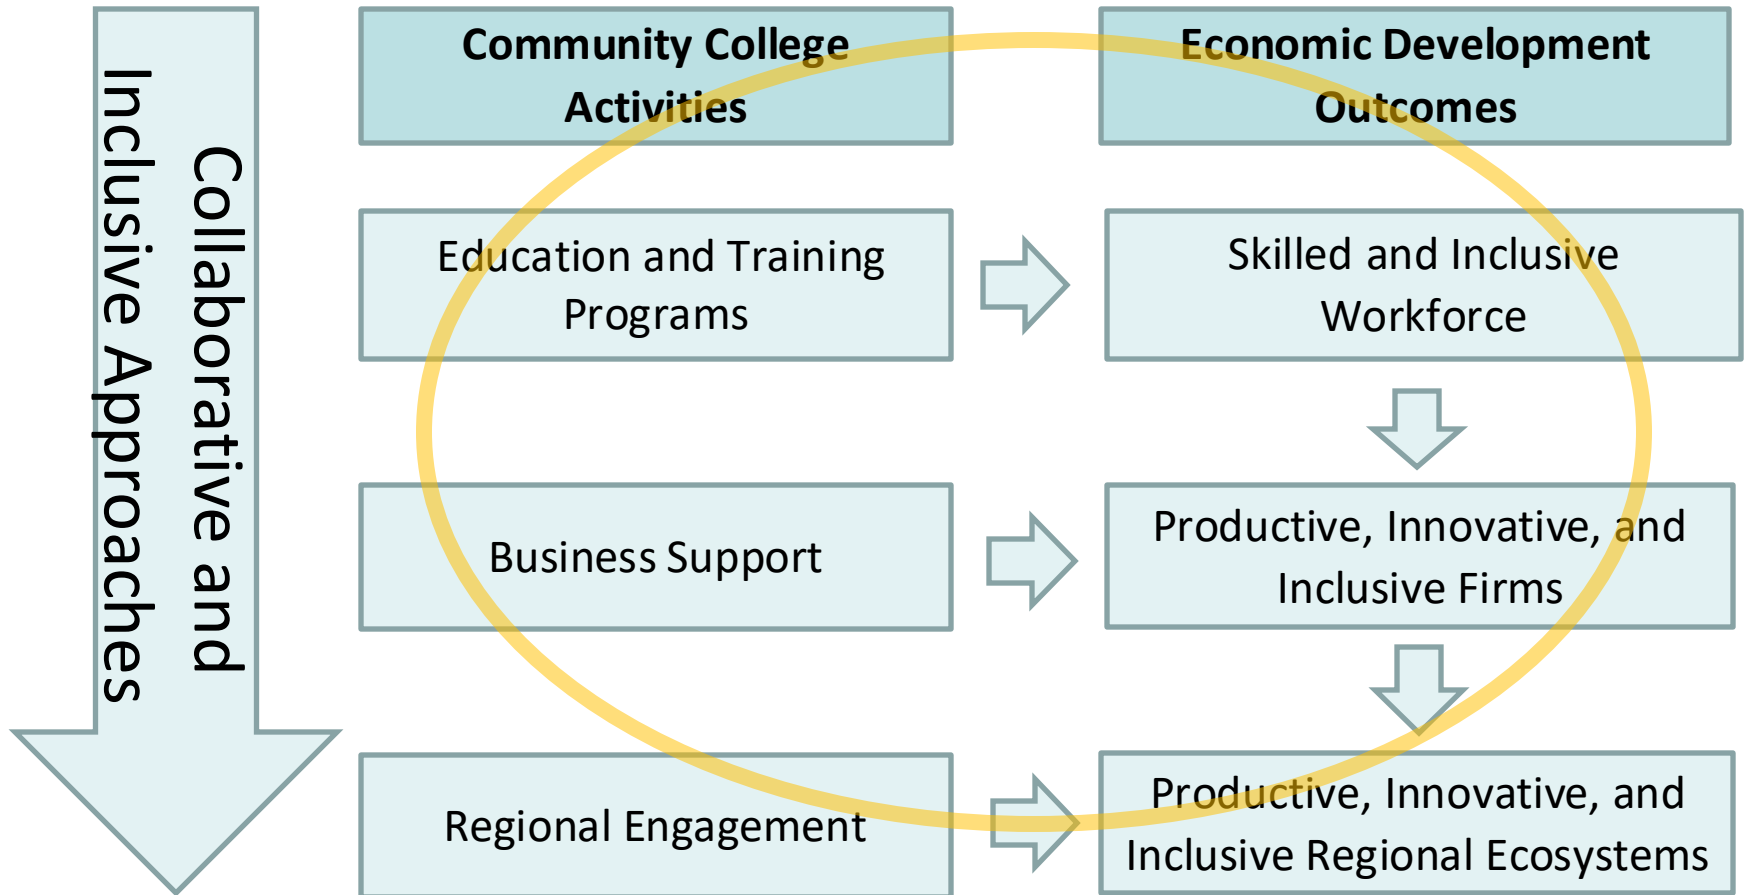 Collaborative and
Inclusive Approaches
Community College
Activities
Economic Development
Outcomes
Education and Training
Programs
Skilled and Inclusive
Workforce
Business Support
Productive, Innovative, and
Inclusive Firms
Regional Engagement
Productive, Innovative, and
Inclusive Regional Ecosystems